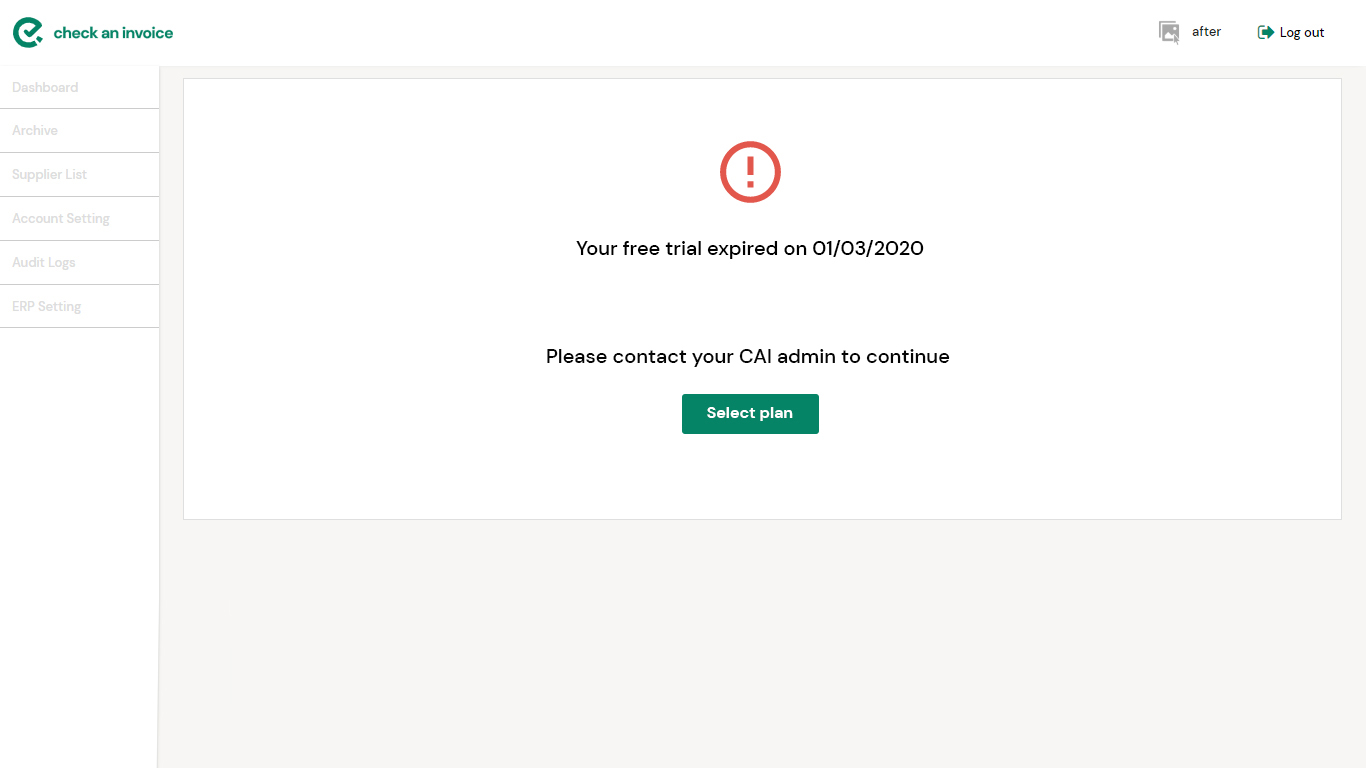 check an invoice
after
Log out
Dashboard
Archive
Supplier List
Account Setting
Audit Logs
ERP Setting
Your free trial expired on 01/03/2020
Please contact your CAI admin to continue
Select plan